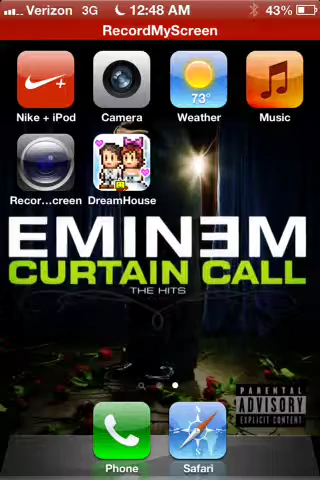 Verizon 3G 12:48 AM 43%
RecordMyScreen
73°
Nike + iPod Camera Weather Music
Recor...creen DreamHouse
EMINƎM
CURTAIN CALL
THE HITS
PARENTAL
ADVISORY
EXPLICIT CONTENT
Phone Safari